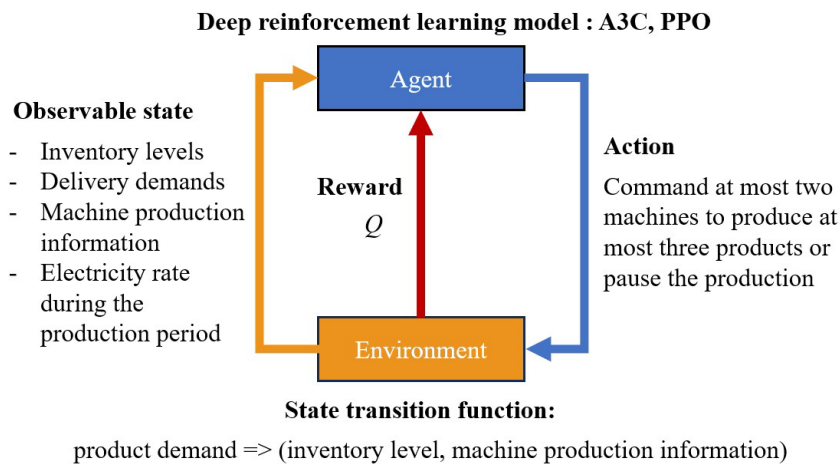 Deep reinforcement learning model : A3C, PPO
Agent
Observable state
- Inventory levels
- Delivery demands
- Machine production
information
- Electricity rate
during the
production period
Reward
Q
Action
Command at most two
machines to produce at
most three products or
pause the production
Environment
State transition function:
product demand => (inventory level, machine production information)